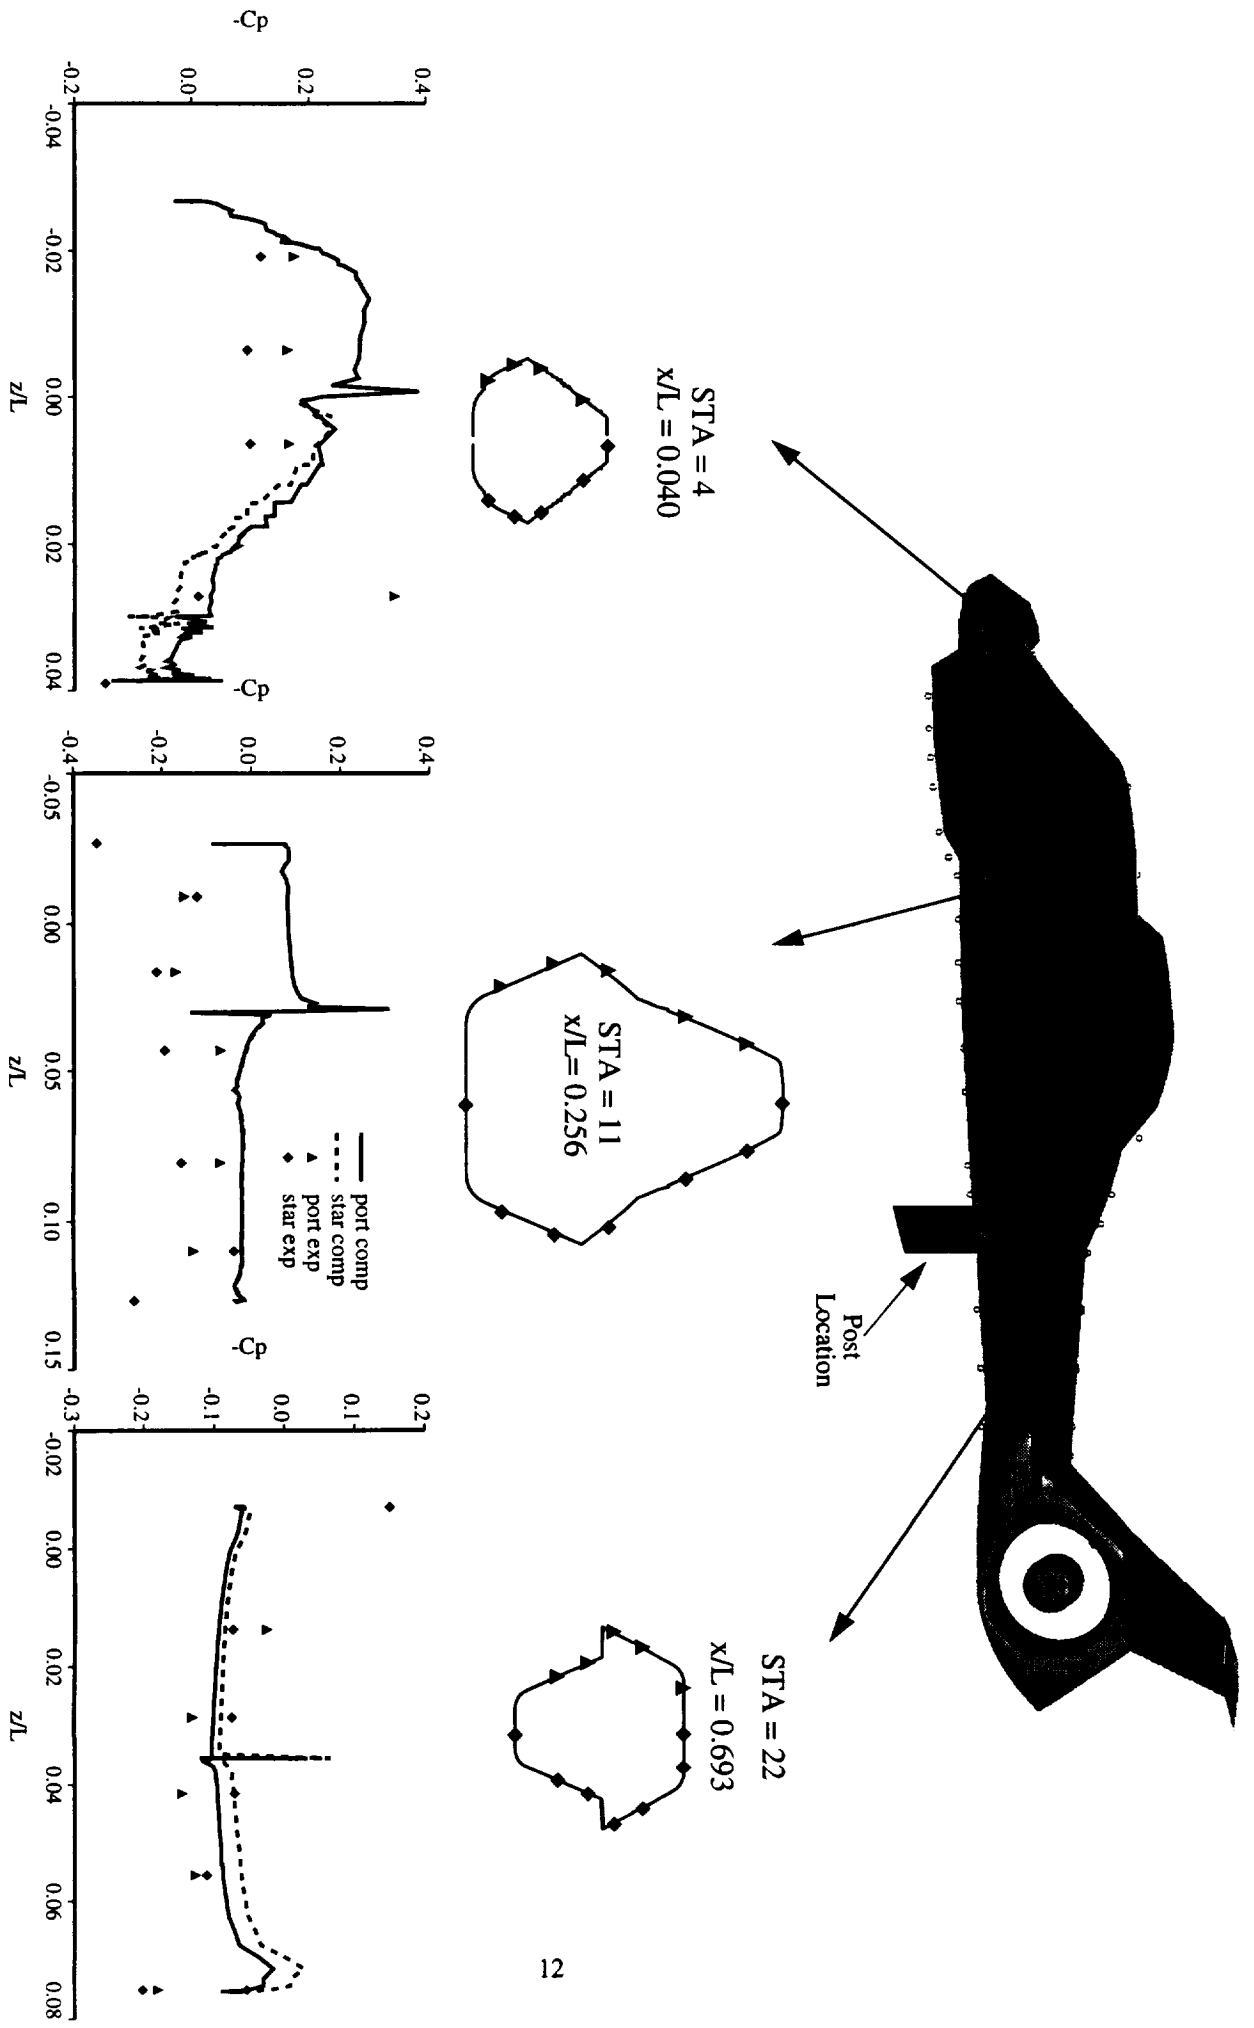 Post
Location
STA = 4
x/L = 0.040
STA = 11
x/L= 0.256
STA = 22
x/L = 0.693
-Cp
0.4
0.2
0.0
-0.2
-0.04
-0.02
0.00
0.02
0.04
z/L
-Cp
0.4
0.2
0.0
-0.2
-0.4
-0.05
0.00
0.05
0.10
0.15
z/L
port comp
star comp
port exp
star exp
-Cp
0.2
0.1
0.0
-0.1
-0.2
-0.3
-0.02
0.00
0.02
0.04
0.06
0.08
z/L
12